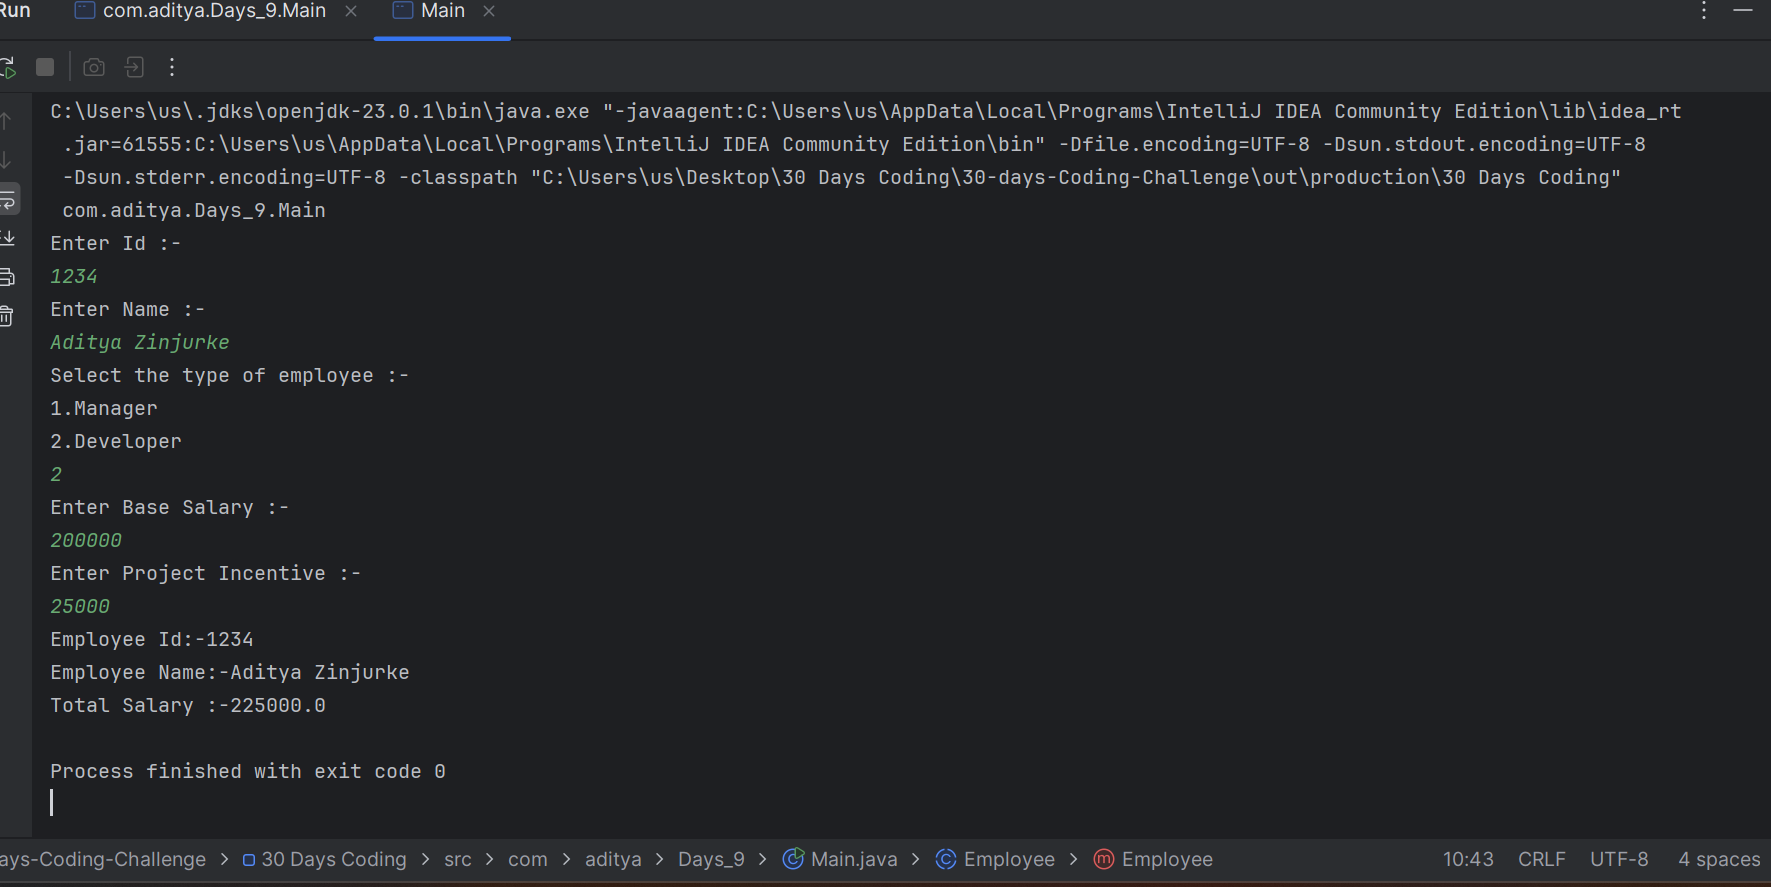 Run com.aditya.Days_9.Main Main
C:\Users\us\.jdks\openjdk-23.0.1\bin\java.exe "-javaagent:C:\Users\us\AppData\Local\Programs\IntelliJ IDEA Community Edition\lib\idea_rt
.jar=61555:C:\Users\us\AppData\Local\Programs\IntelliJ IDEA Community Edition\bin" -Dfile.encoding=UTF-8 -Dsun.stdout.encoding=UTF-8
-Dsun.stderr.encoding=UTF-8 -classpath "C:\Users\us\Desktop\30 Days Coding\30-days-Coding-Challenge\out\production\30 Days Coding"
com.aditya.Days_9.Main
Enter Id :-
1234
Enter Name :-
Aditya Zinjurke
Select the type of employee :-
1.Manager
2.Developer
2
Enter Base Salary :-
200000
Enter Project Incentive :-
25000
Employee Id:-1234
Employee Name:-Aditya Zinjurke
Total Salary :-225000.0
Process finished with exit code 0
ays-Coding-Challenge > 30 Days Coding > src > com > aditya > Days_9 > Main.java > Employee > Employee 10:43 CRLF UTF-8 4 spaces